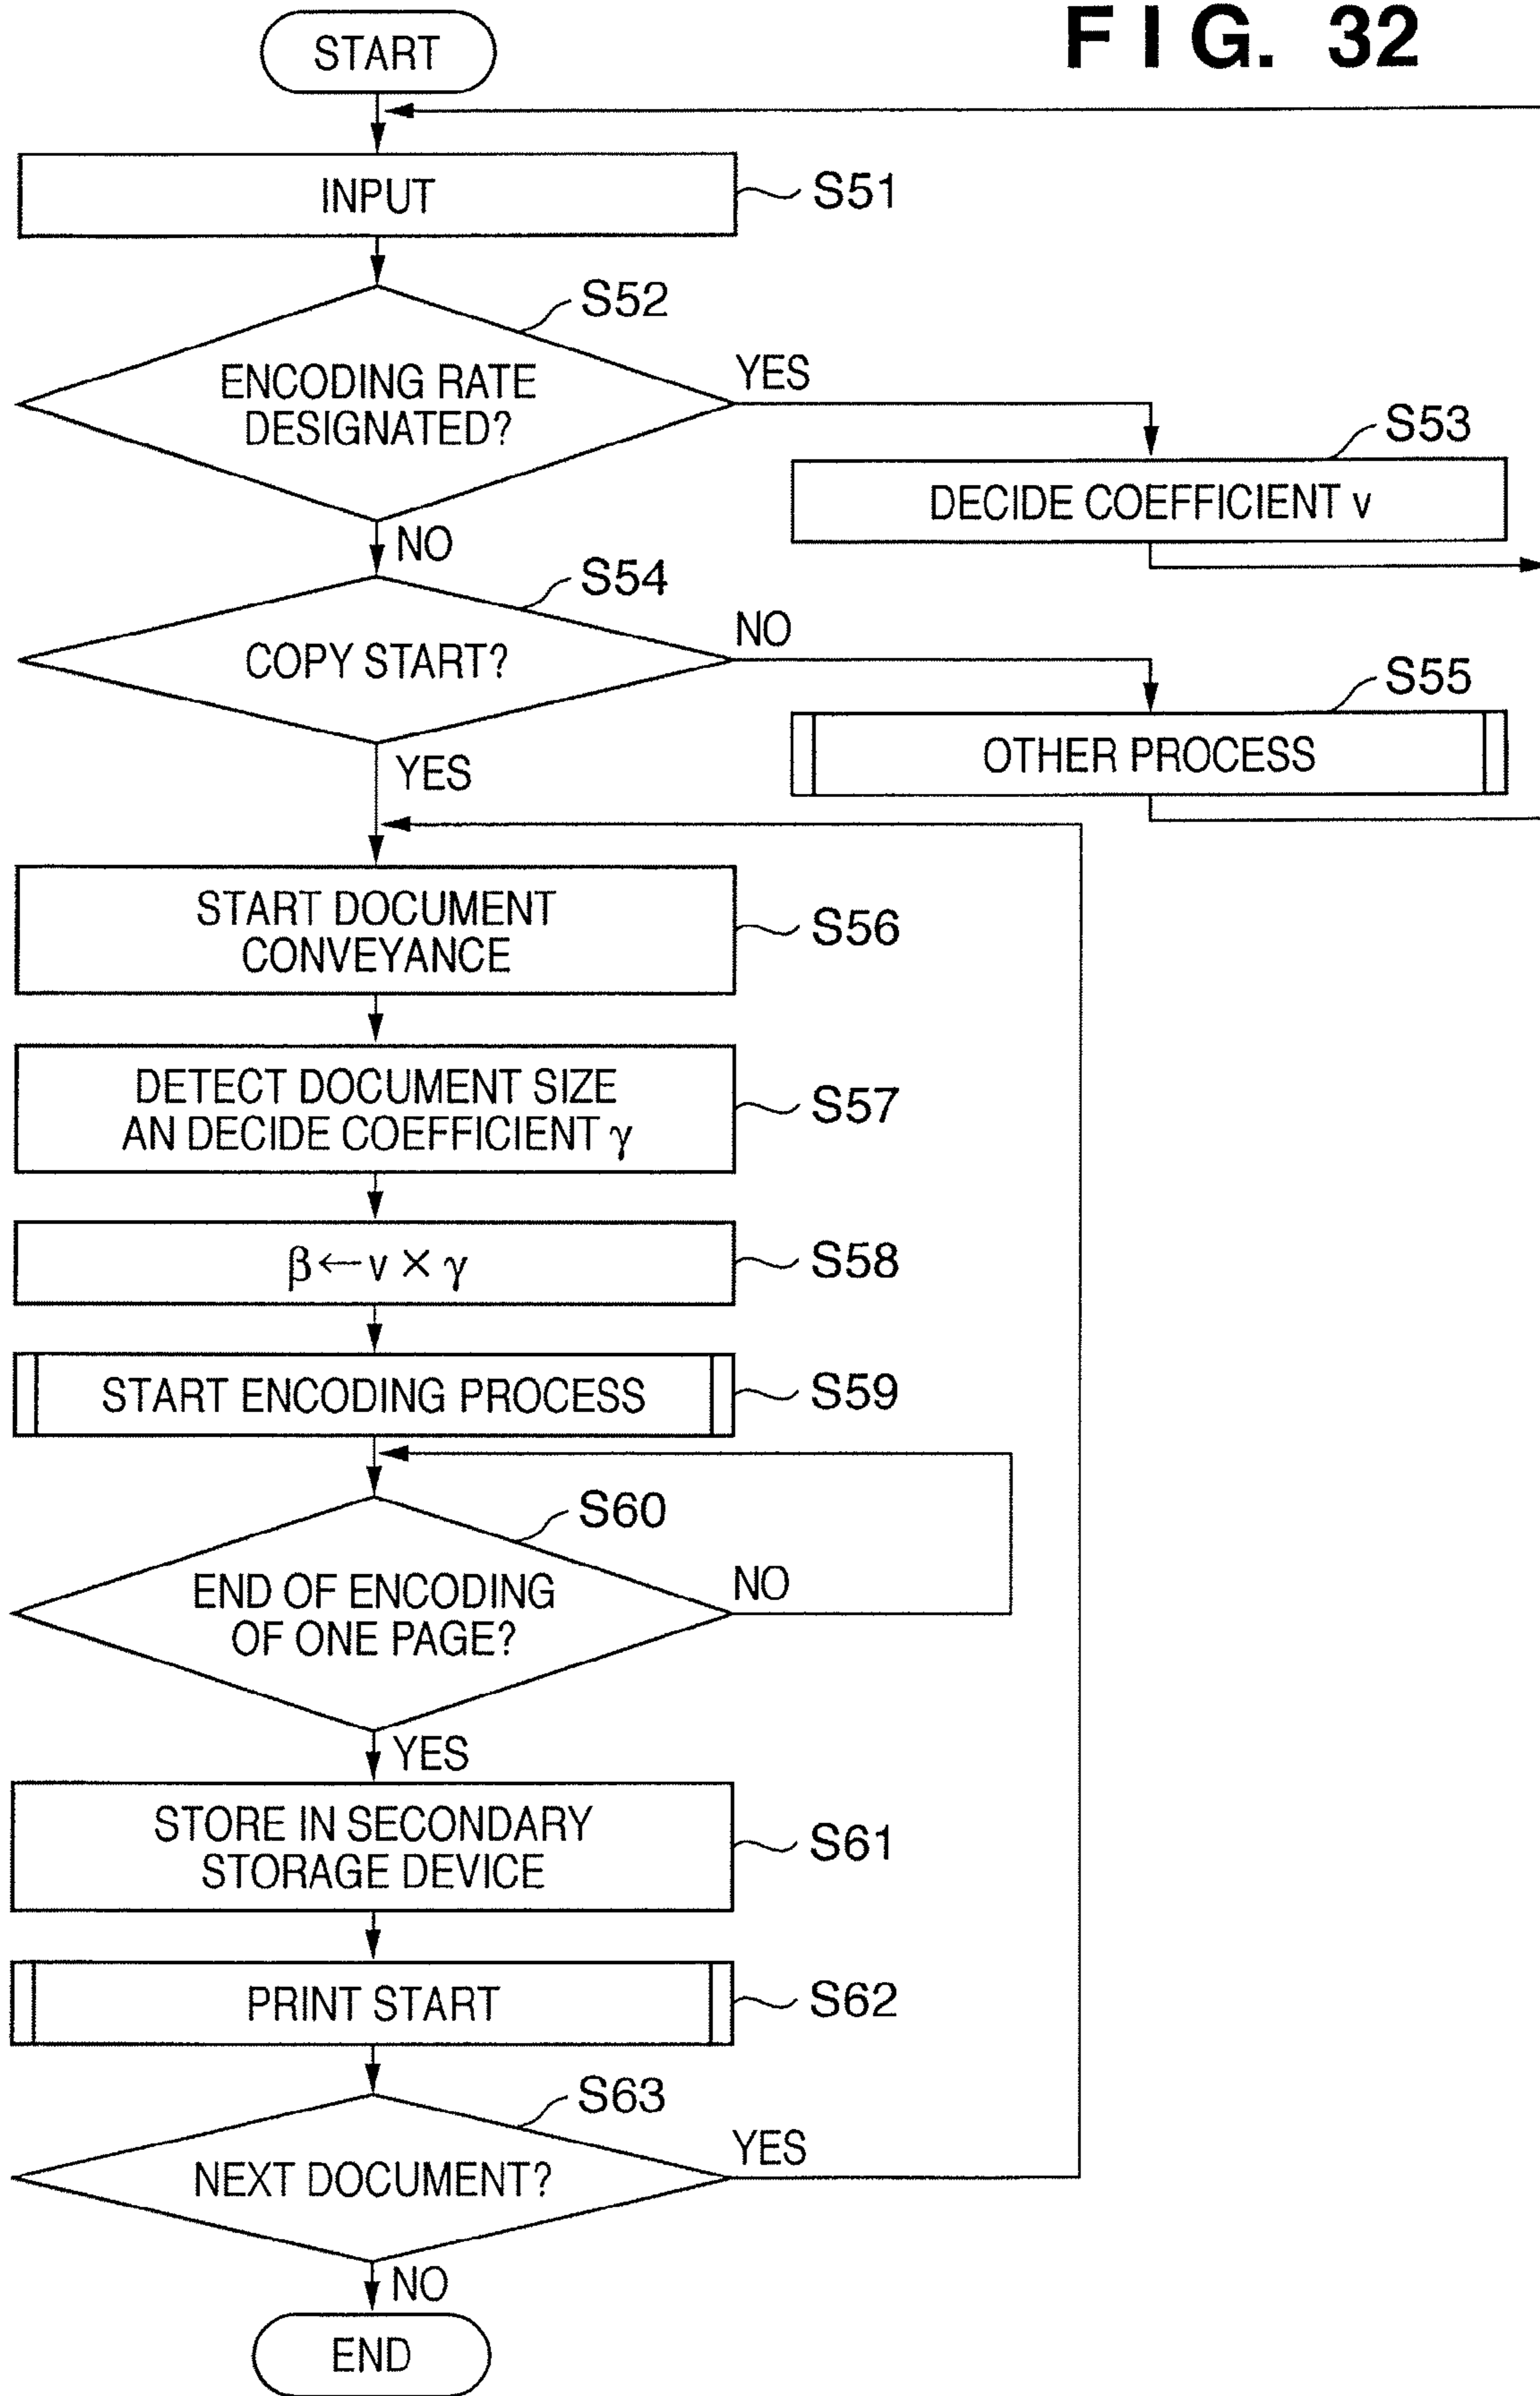 FIG. 32
START
INPUT
S51
S52
ENCODING RATE
DESIGNATED?
YES
S53
DECIDE COEFFICIENT v
NO
S54
COPY START?
NO
S55
OTHER PROCESS
YES
START DOCUMENT
CONVEYANCE
S56
DETECT DOCUMENT SIZE
AN DECIDE COEFFICIENT γ
S57
β←v × γ
S58
START ENCODING PROCESS
S59
S60
END OF ENCODING
OF ONE PAGE?
NO
YES
STORE IN SECONDARY
STORAGE DEVICE
S61
PRINT START
S62
S63
NEXT DOCUMENT?
YES
NO
END